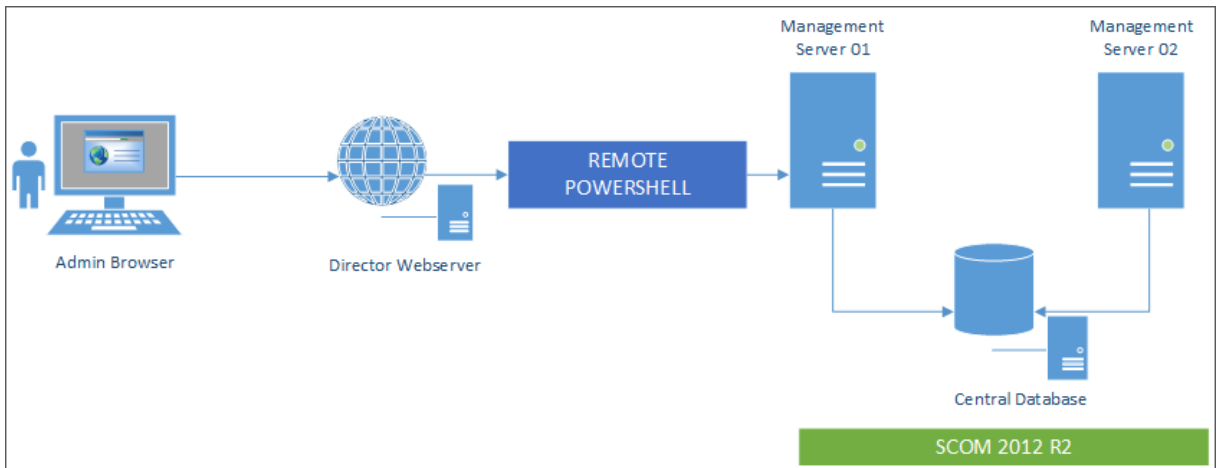 Management
Server 01
Management
Server 02
REMOTE
POWERSHELL
Admin Browser
Director Webserver
Central Database
SCOM 2012 R2